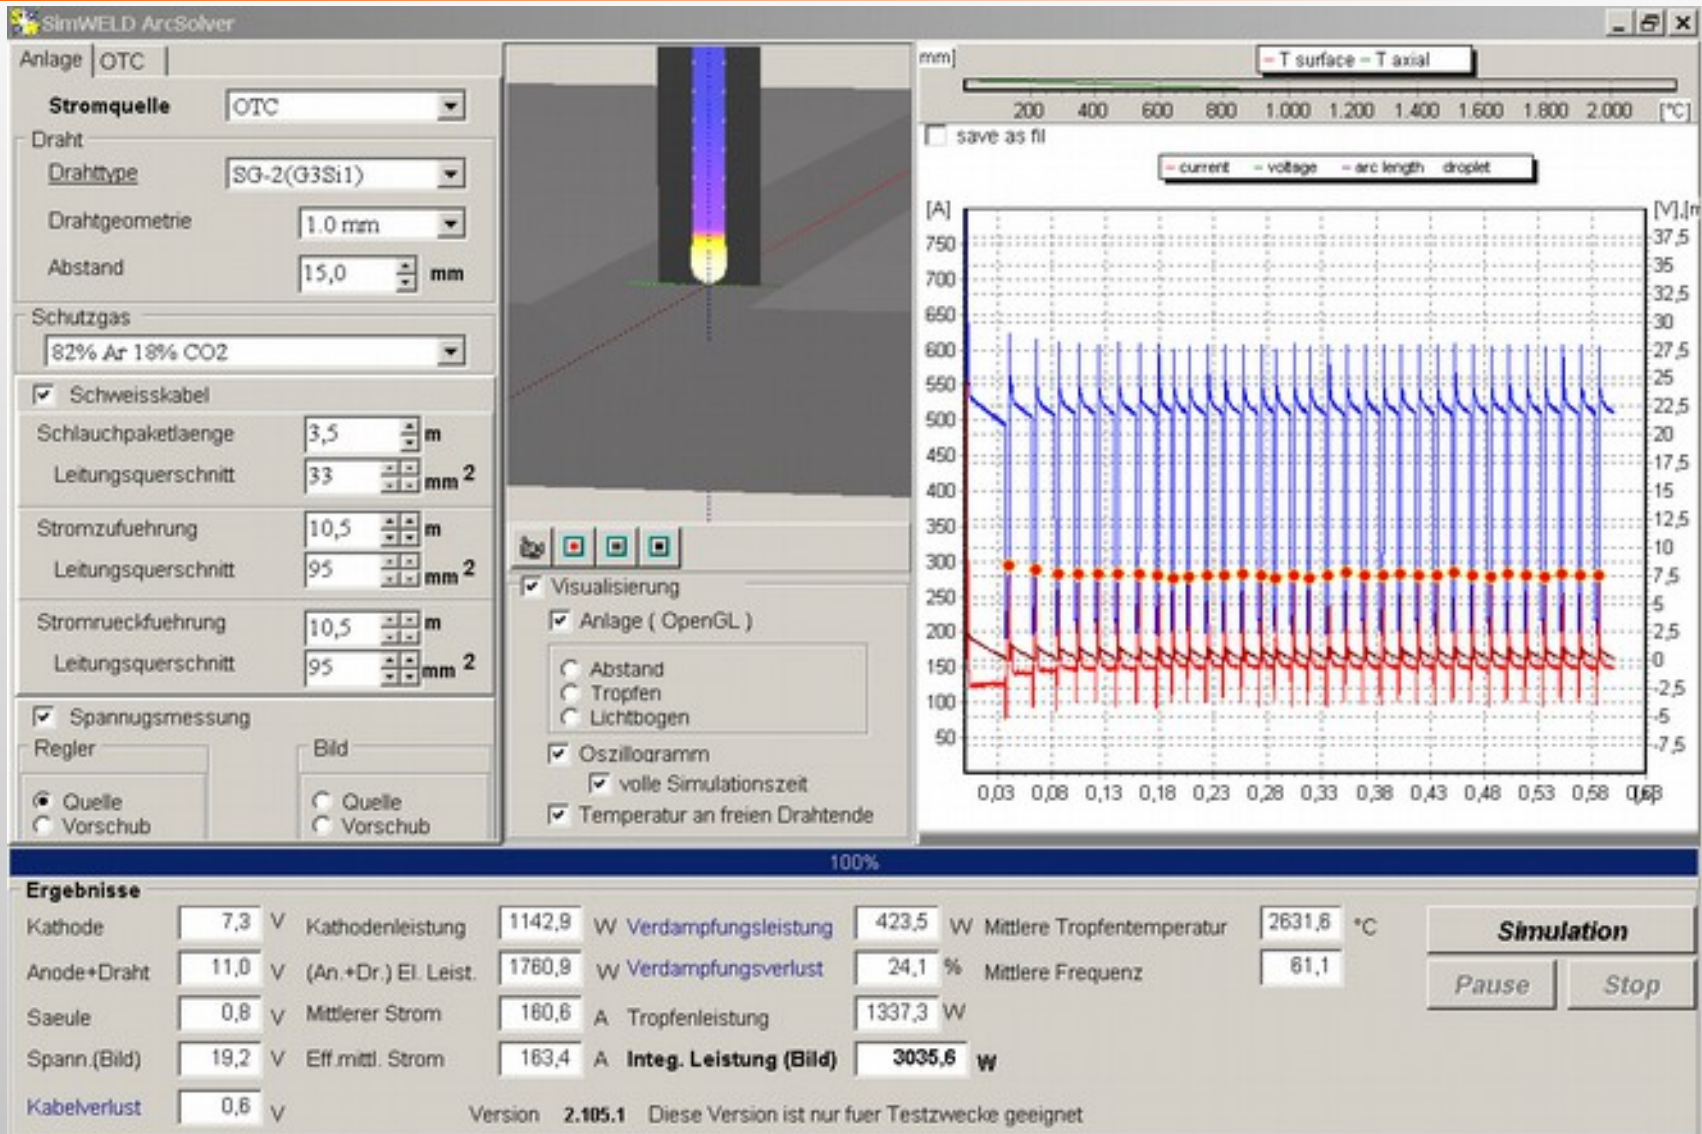 SimWELD ArcSolver
Anlage OTC
Stromquelle OTC
Draht
Drahttype SG-2(G3Si1)
Drahtgeometrie 1.0 mm
Abstand 15,0 mm
Schutzgas
82% Ar 18% CO2
Schweisskabel
Schlauchpaketlaenge 3,5 m
Leitungsquerschnitt 33 mm 2
Stromzufuehrung 10,5 m
Leitungsquerschnitt 95 mm 2
Stromrueckfuehrung 10,5 m
Leitungsquerschnitt 95 mm 2
Spannugsmessung
Regler
Quelle
Vorschub
Bild
Quelle
Vorschub
Visualisierung
Anlage ( OpenGL )
Abstand
Tropfen
Lichtbogen
Oszillogramm
volle Simulationszeit
Temperatur an freien Drahtende
mm]
T surface T axial
200 400 600 800 1.000 1.200 1.400 1.600 1.800 2.000 [°C]
save as fil
current voltage arc length droplet
[A] [V],[m
750
700
650
600
550
500
450
400
350
300
250
200
150
100
50
37,5
35
32,5
30
27,5
25
22,5
20
17,5
15
12,5
10
7,5
5
2,5
0
-2,5
-5
-7,5
0,03 0,08 0,13 0,18 0,23 0,28 0,33 0,38 0,43 0,48 0,53 0,58
100%
Ergebnisse
Kathode 7,3 V Kathodenleistung 1142,9 W Verdampfungsleistung 423,5 W Mittlere Tropfentemperatur 2631,6 °C
Simulation
Anode+Draht 11,0 V (An.+Dr.) El. Leist. 1760,9 W Verdampfungsverlust 24,1 % Mittlere Frequenz 61,1
Pause Stop
Saeule 0,8 V Mittlerer Strom 160,6 A Tropfenleistung 1337,3 W
Spann.(Bild) 19,2 V Eff.mittl. Strom 163,4 A Integ. Leistung (Bild) 3035,6 W
Kabelverlust 0,6 V Version 2.105.1 Diese Version ist nur fuer Testzwecke geeignet